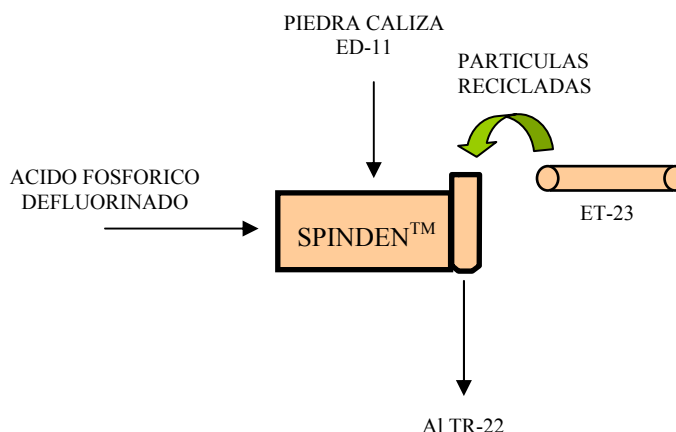 PIEDRA CALIZA
ED-11
PARTICULAS
RECICLADAS
ACIDO FOSFORICO
DEFLUORINADO
SPINDEN™
ET-23
Al TR-22